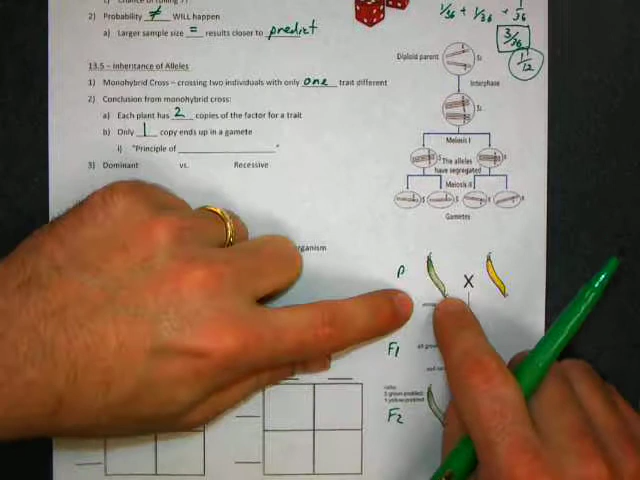 2) Probability ≠ WILL happen
a) Larger sample size = results closer to predict
1/36 + 1/36 + 1/36
3/36
1/12
13.5 – Inheritance of Alleles
1) Monohybrid Cross – crossing two individuals with only one trait different
2) Conclusion from monohybrid cross:
a) Each plant has 2 copies of the factor for a trait
b) Only 1 copy ends up in a gamete
i) "Principle of ____________________"
3) Dominant vs. Recessive
Diploid parent
Interphase
Meiosis I
The alleles
have segregated
Meiosis II
Gametes
P
X
F1
F2